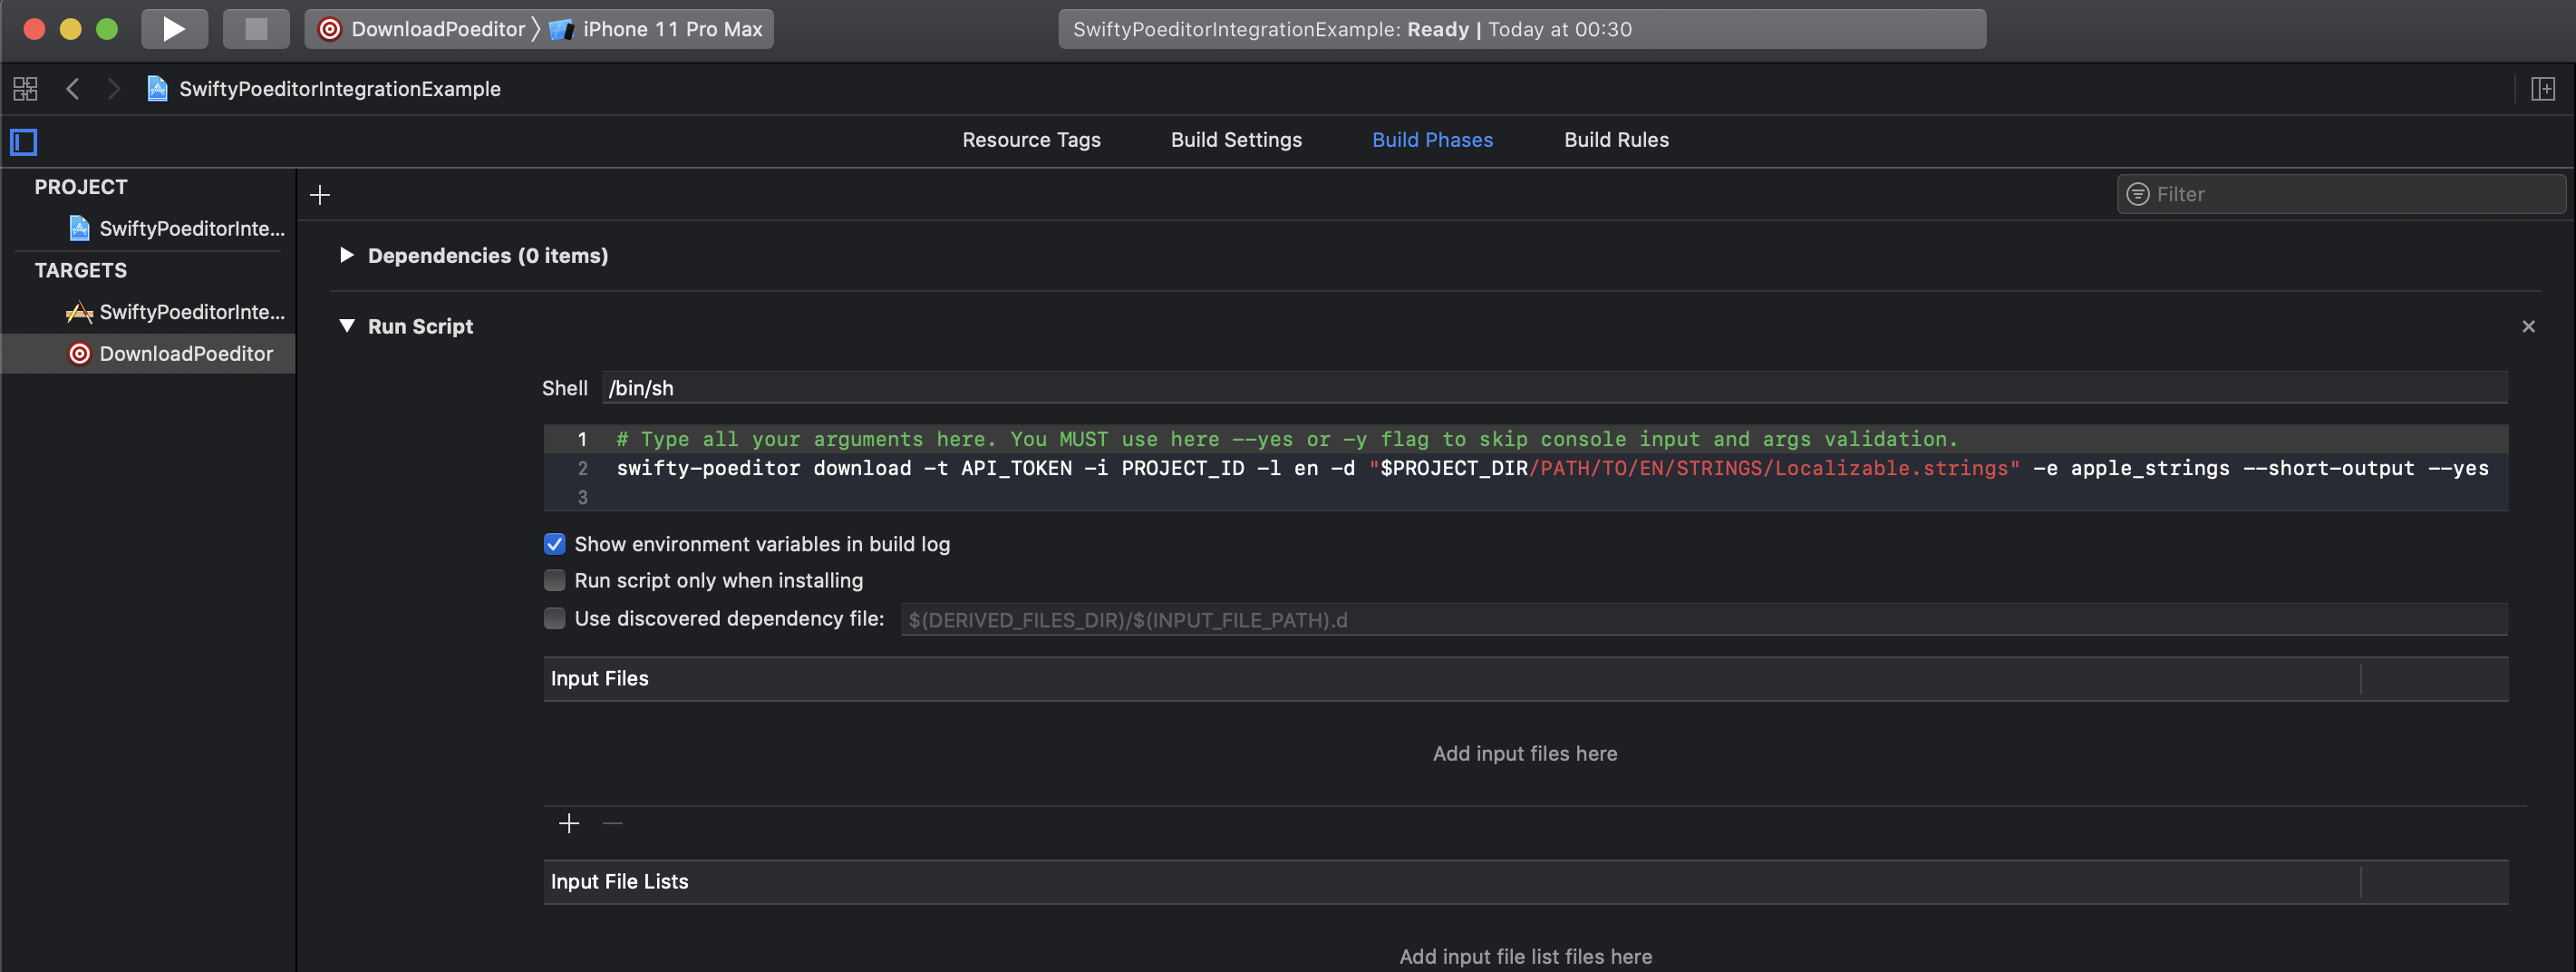 DownloadPoeditor 〉 iPhone 11 Pro Max
SwiftyPoeditorIntegrationExample: Ready | Today at 00:30
SwiftyPoeditorIntegrationExample
Resource Tags Build Settings Build Phases Build Rules
PROJECT
SwiftyPoeditorInte...
TARGETS
SwiftyPoeditorInte...
DownloadPoeditor
Filter
Dependencies (0 items)
Run Script
Shell /bin/sh
1 # Type all your arguments here. You MUST use here --yes or -y flag to skip console input and args validation.
2 swifty-poeditor download -t API_TOKEN -i PROJECT_ID -l en -d "$PROJECT_DIR/PATH/TO/EN/STRINGS/Localizable.strings" -e apple_strings --short-output --yes
3
Show environment variables in build log
Run script only when installing
Use discovered dependency file: $(DERIVED_FILES_DIR)/$(INPUT_FILE_PATH).d
Input Files
Add input files here
Input File Lists
Add input file list files here